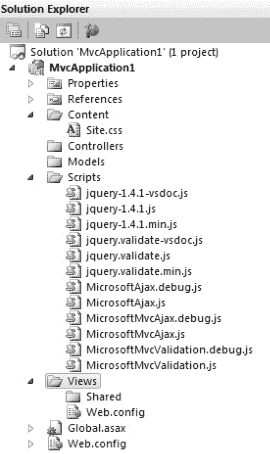 Solution Explorer
Solution 'MvcApplication1' (1 project)
MvcApplication1
Properties
References
Content
Site.css
Controllers
Models
Scripts
jquery-1.4.1-vsdoc.js
jquery-1.4.1.js
jquery-1.4.1.min.js
jquery.validate-vsdoc.js
jquery.validate.js
jquery.validate.min.js
MicrosoftAjax.debug.js
MicrosoftAjax.js
MicrosoftMvcAjax.debug.js
MicrosoftMvcAjax.js
MicrosoftMvcValidation.debug.js
MicrosoftMvcValidation.js
Views
Shared
Web.config
Global.asax
Web.config